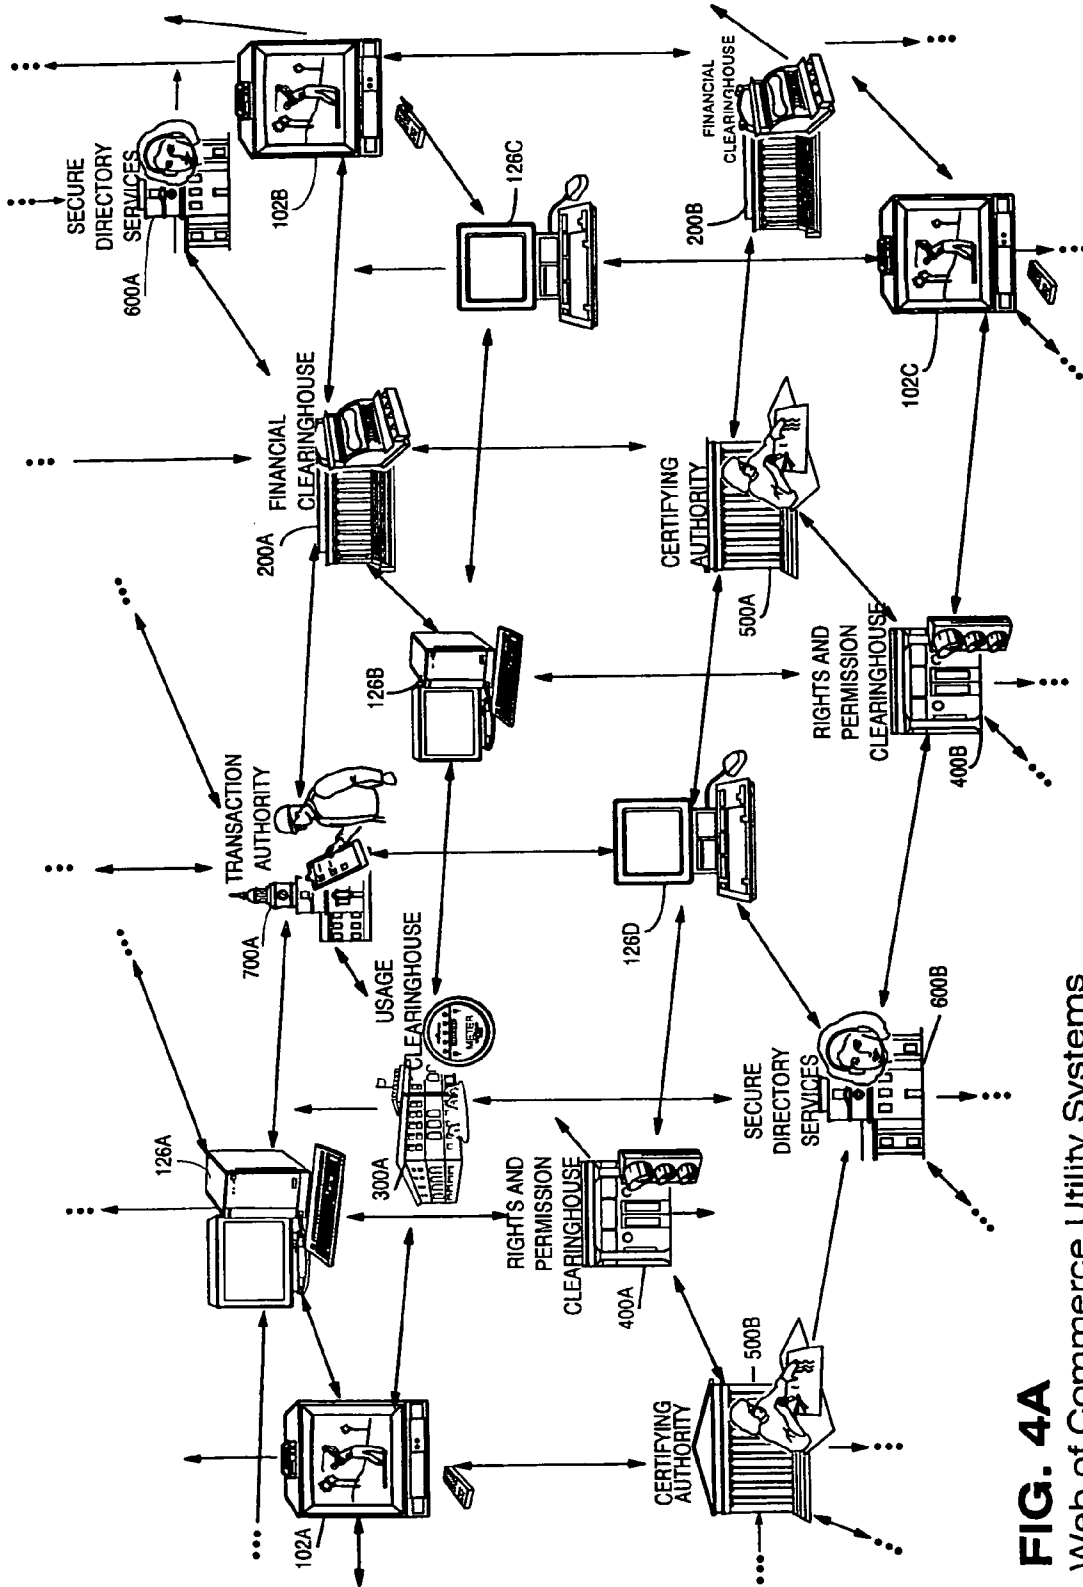 102A
126A
300A
USAGE
CLEARINGHOUSE
METER
TRANSACTION
AUTHORITY
700A
126B
FINANCIAL
CLEARINGHOUSE
200A
SECURE
DIRECTORY
SERVICES
600A
102B
126C
CERTIFYING
AUTHORITY
500B
RIGHTS AND
PERMISSION
CLEARINGHOUSE
400A
SECURE
DIRECTORY
SERVICES
600B
126D
CERTIFYING
AUTHORITY
500A
RIGHTS AND
PERMISSION
CLEARINGHOUSE
400B
FINANCIAL
CLEARINGHOUSE
200B
102C
FIG. 4A
Web of Commerce Utility Systems